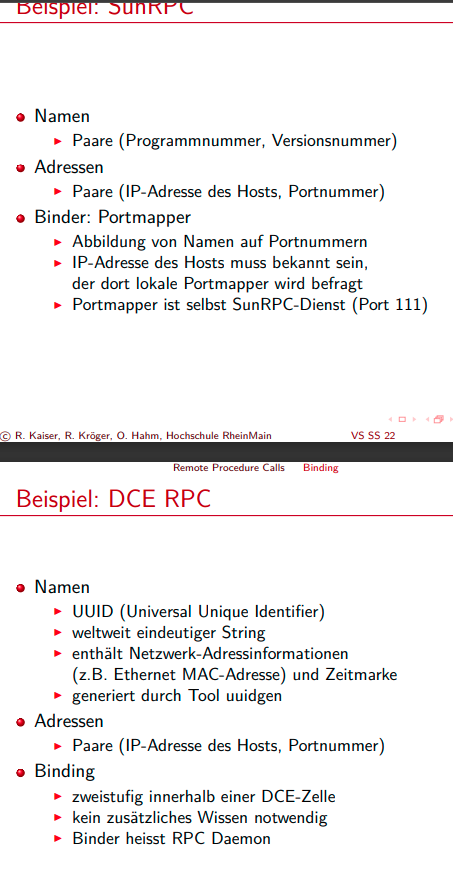 Beispiel: SunRPC
Namen
Paare (Programmnummer, Versionsnummer)
Adressen
Paare (IP-Adresse des Hosts, Portnummer)
Binder: Portmapper
Abbildung von Namen auf Portnummern
IP-Adresse des Hosts muss bekannt sein,
der dort lokale Portmapper wird befragt
Portmapper ist selbst SunRPC-Dienst (Port 111)
© R. Kaiser, R. Kröger, O. Hahm, Hochschule RheinMain VS SS 22
Remote Procedure Calls Binding
Beispiel: DCE RPC
Namen
UUID (Universal Unique Identifier)
weltweit eindeutiger String
enthält Netzwerk-Adressinformationen
(z.B. Ethernet MAC-Adresse) und Zeitmarke
generiert durch Tool uuidgen
Adressen
Paare (IP-Adresse des Hosts, Portnummer)
Binding
zweistufig innerhalb einer DCE-Zelle
kein zusätzliches Wissen notwendig
Binder heisst RPC Daemon